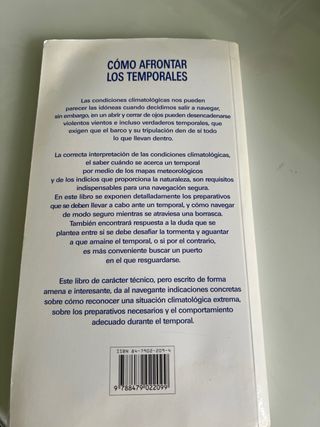 CÓMO AFRONTAR
LOS TEMPORALES
Las condiciones climatológicas nos pueden
parecer las idóneas cuando decidimos salir a navegar,
sin embargo, en un abrir y cerrar de ojos pueden desencadenarse
violentos vientos e incluso verdaderos temporales, que
exigen que el barco y su tripulación den de sí todo
lo que llevan dentro.
La correcta interpretación de las condiciones climatológicas,
el saber cuándo se acerca un temporal
por medio de los mapas meteorológicos
y de los indicios que proporciona la naturaleza, son requisitos
indispensables para una navegación segura.
En este libro se exponen detalladamente los preparativos
que se deben llevar a cabo ante un temporal, y cómo navegar
de modo seguro mientras se atraviesa una borrasca.
También encontrará respuesta a la duda que se
plantea entre si se debe desafiar la tormenta y aguantar
a que amaine el temporal, o si por el contrario,
es más conveniente buscar un puerto
en el que resguardarse.
Este libro de carácter técnico, pero escrito de forma
amena e interesante, da al navegante indicaciones concretas
sobre cómo reconocer una situación climatológica extrema,
sobre los preparativos necesarios y el comportamiento
adecuado durante el temporal.
ISBN 84-7902-209-4
9 788479 022099